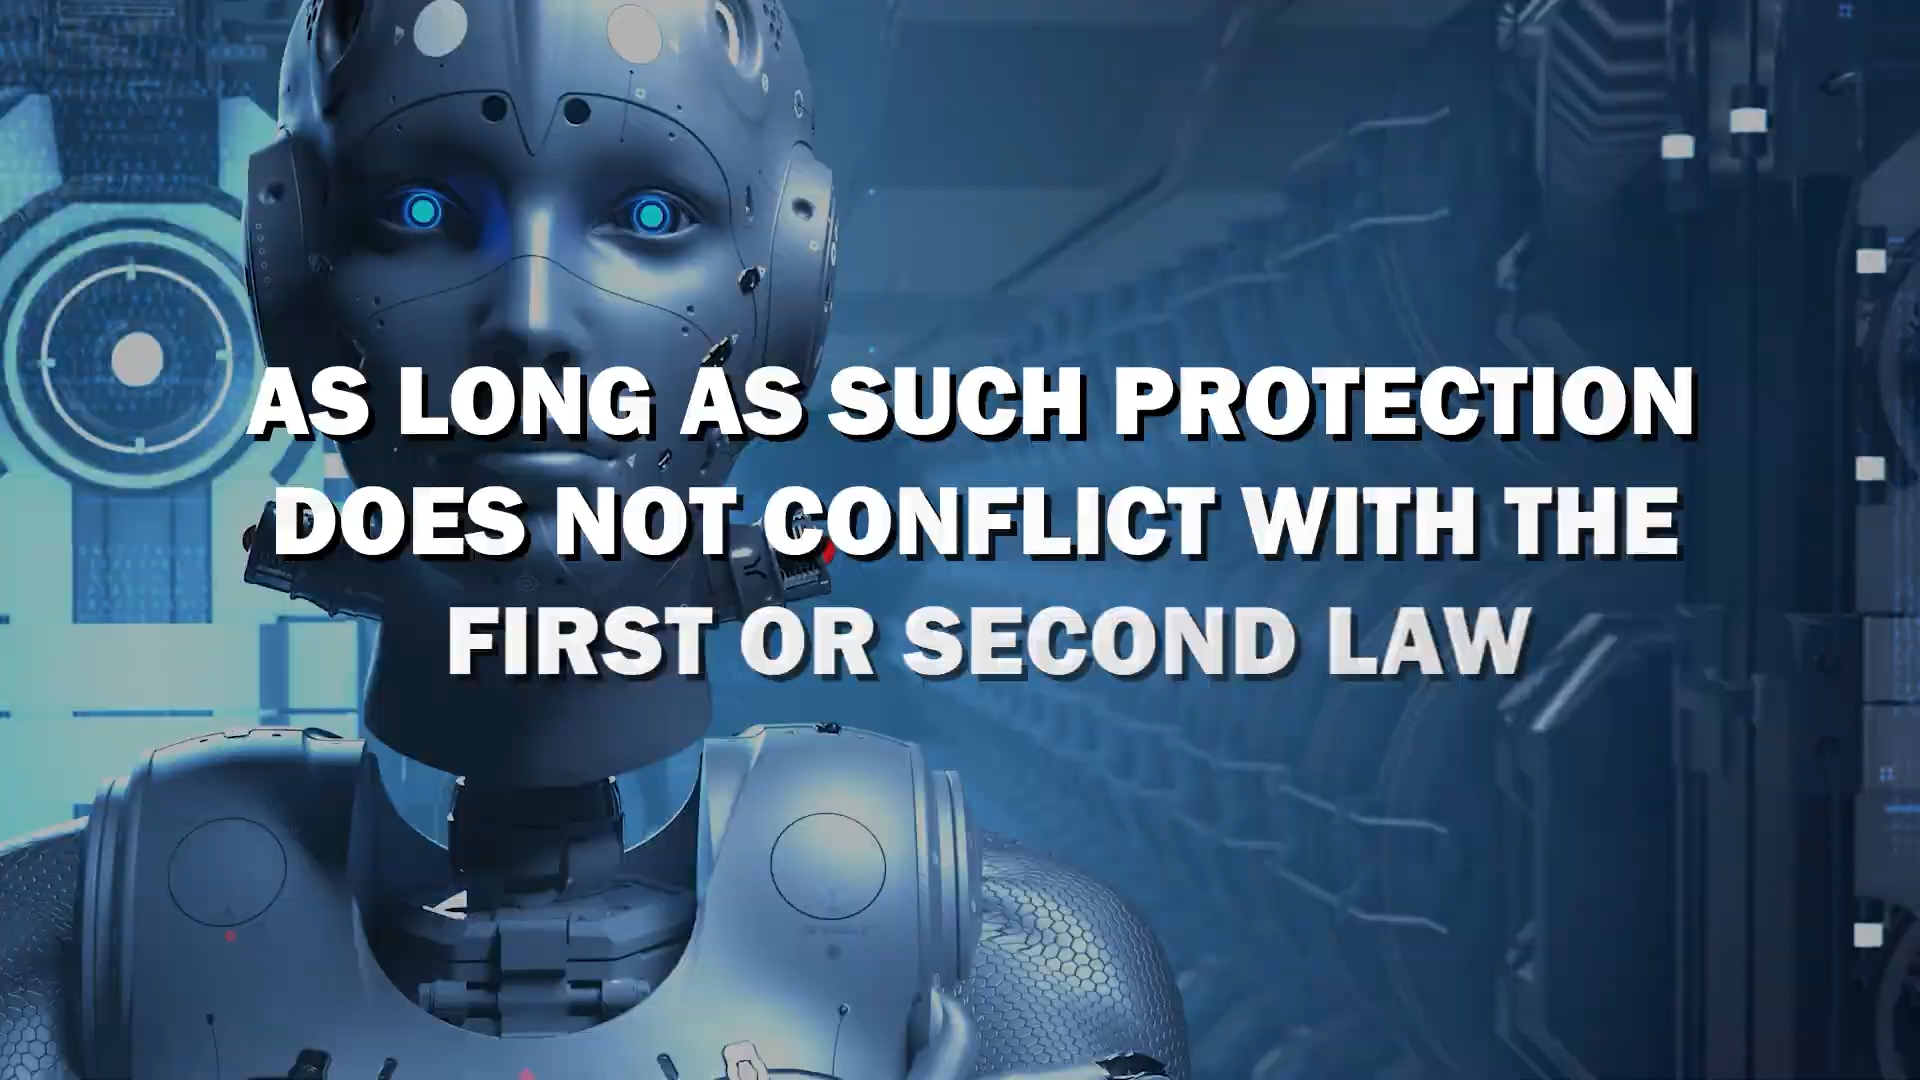 AS LONG AS SUCH PROTECTION
DOES NOT CONFLICT WITH THE
FIRST OR SECOND LAW